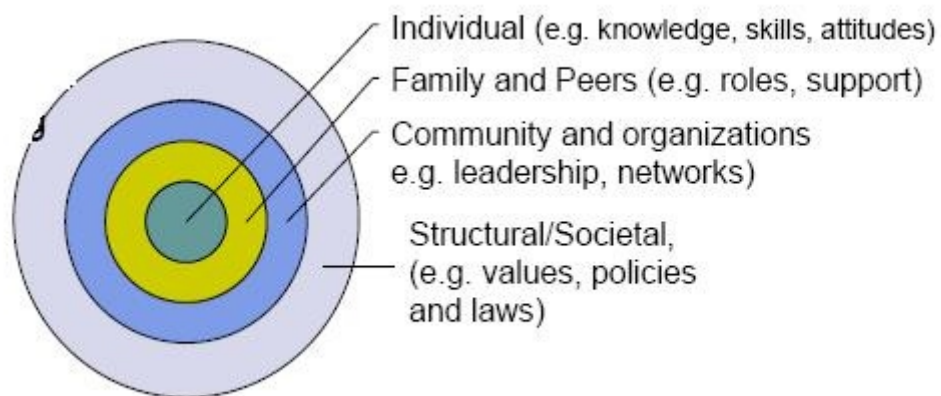 Individual (e.g. knowledge, skills, attitudes)
Family and Peers (e.g. roles, support)
Community and organizations
e.g. leadership, networks)
Structural/Societal,
(e.g. values, policies
and laws)